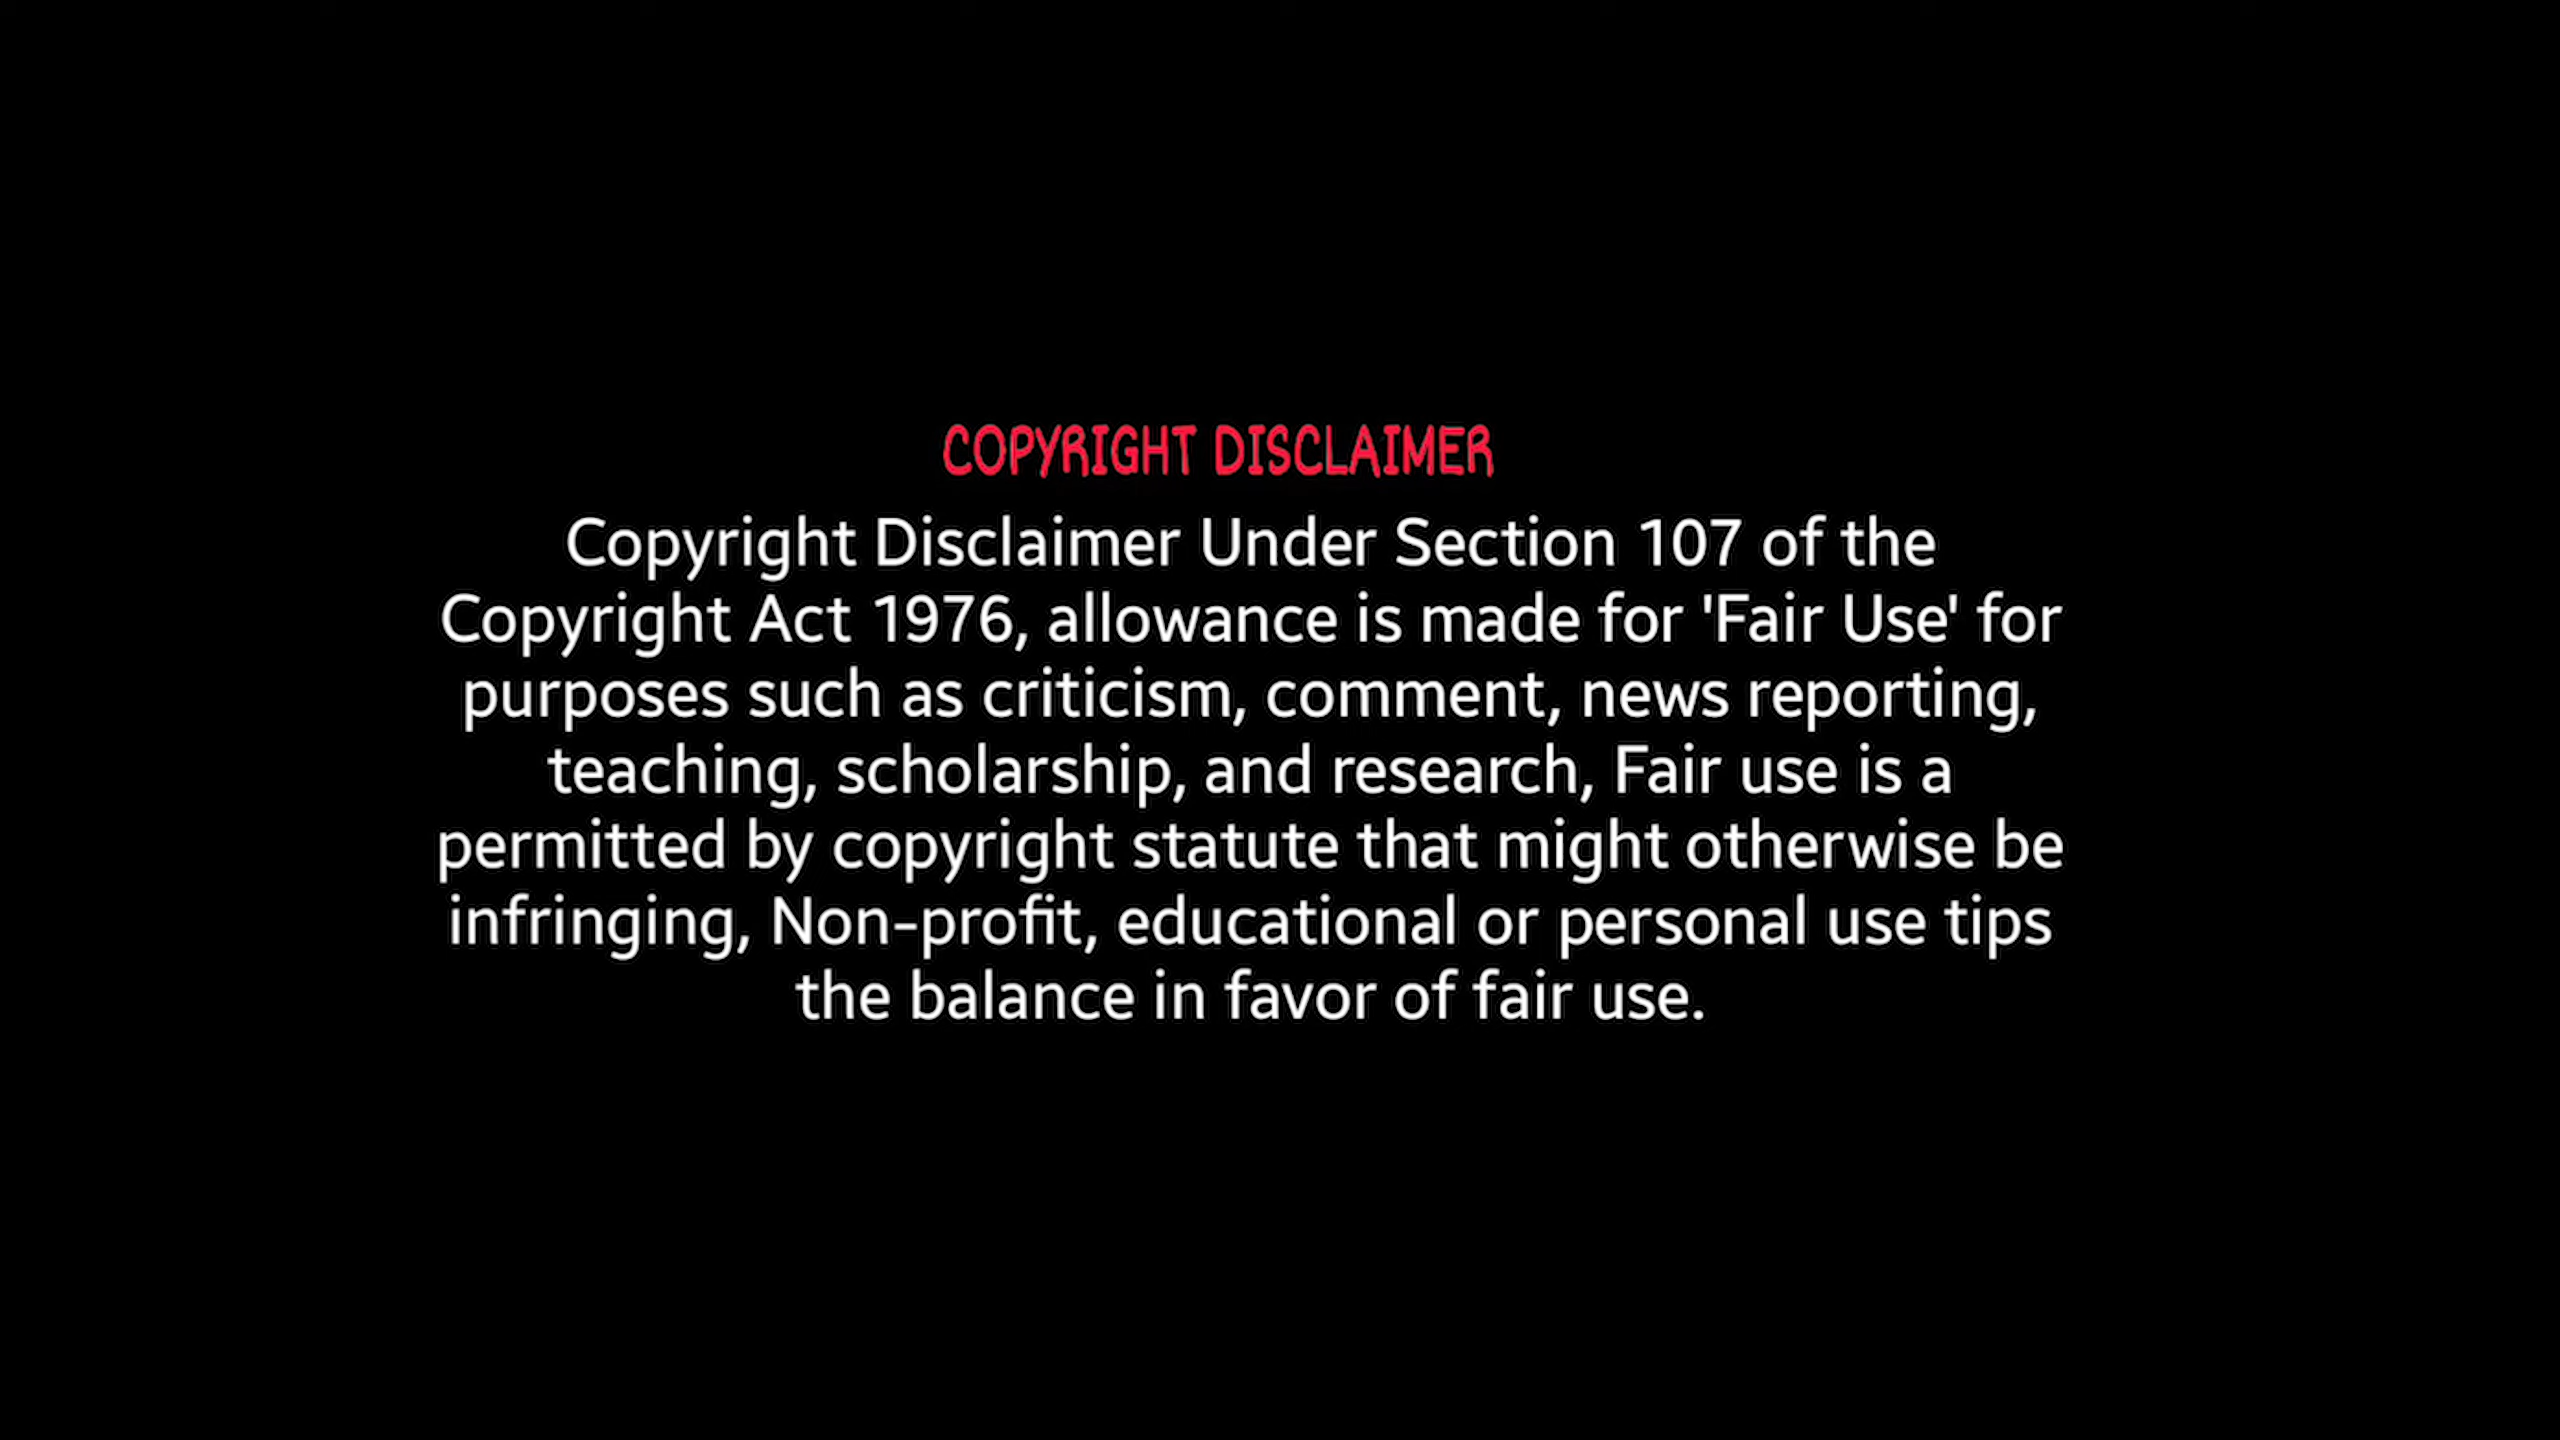 COPYRIGHT DISCLAIMER
Copyright Disclaimer Under Section 107 of the
Copyright Act 1976, allowance is made for 'Fair Use' for
purposes such as criticism, comment, news reporting,
teaching, scholarship, and research, Fair use is a
permitted by copyright statute that might otherwise be
infringing, Non-profit, educational or personal use tips
the balance in favor of fair use.